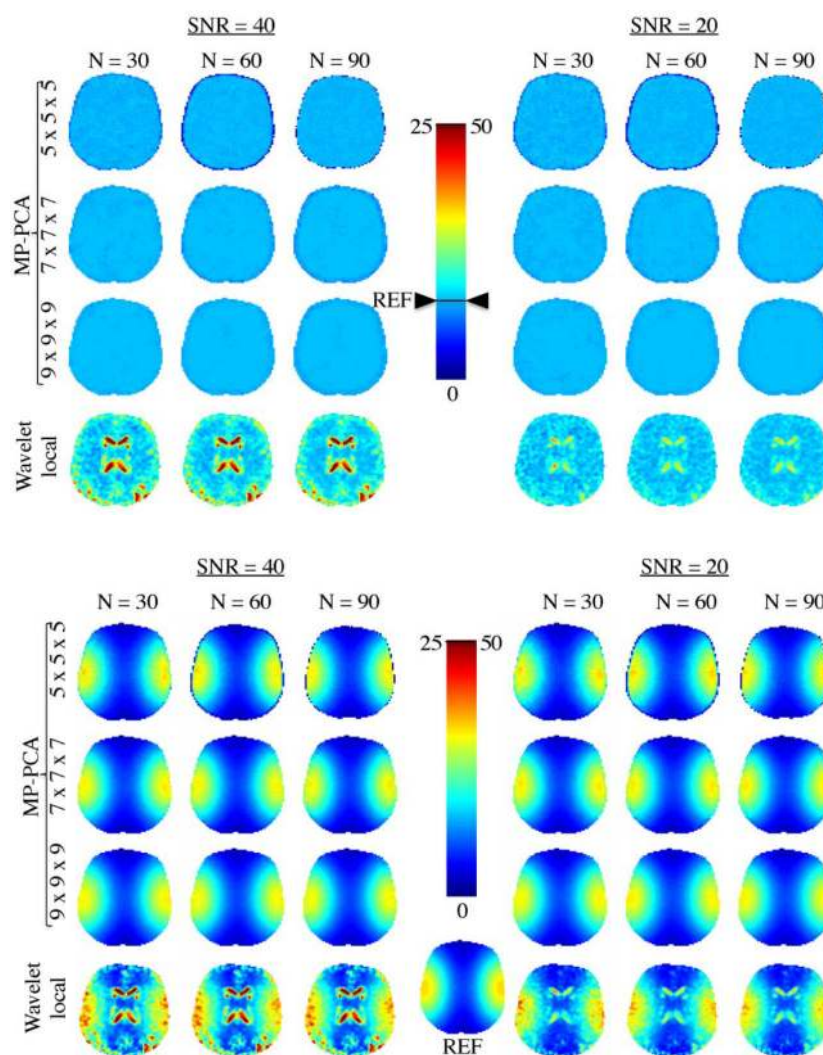 SNR = 40
SNR = 20
N = 30
N = 60
N = 90
N = 30
N = 60
N = 90
MP-PCA
5 x 5 x 5
7 x 7 x 7
9 x 9 x 9
Wavelet
local
25
50
REF
0
SNR = 40
SNR = 20
N = 30
N = 60
N = 90
N = 30
N = 60
N = 90
MP-PCA
5 x 5 x 5
7 x 7 x 7
9 x 9 x 9
Wavelet
local
25
50
0
REF